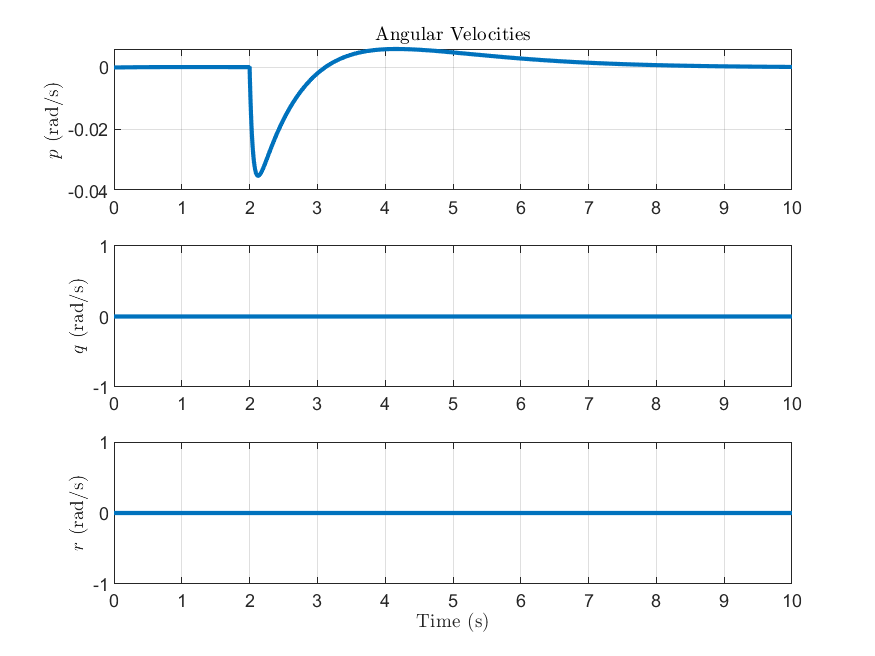 Angular Velocities
p (rad/s)
0
-0.02
-0.04
0 1 2 3 4 5 6 7 8 9 10
q (rad/s)
1
0
-1
0 1 2 3 4 5 6 7 8 9 10
r (rad/s)
1
0
-1
0 1 2 3 4 5 6 7 8 9 10
Time (s)